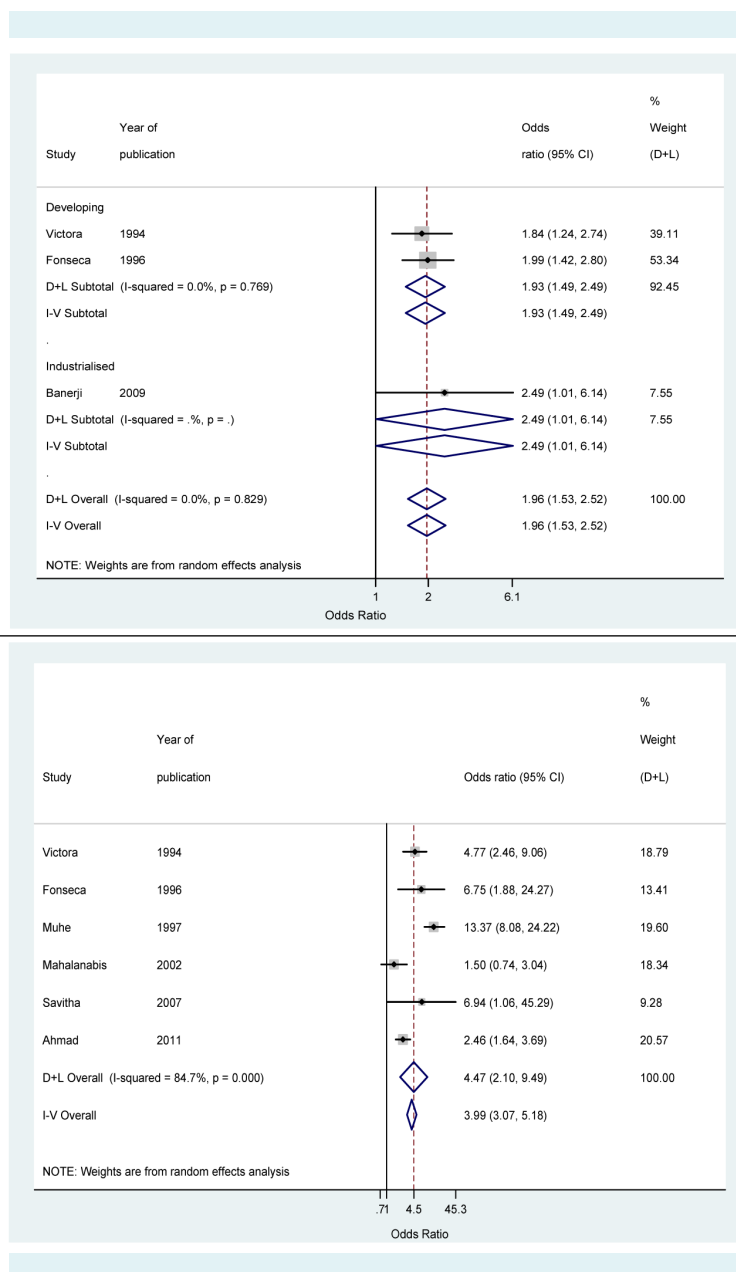 %
Year of Odds Weight
Study publication ratio (95% CI) (D+L)
Developing
Victora 1994 1.84 (1.24, 2.74) 39.11
Fonseca 1996 1.99 (1.42, 2.80) 53.34
D+L Subtotal (I-squared = 0.0%, p = 0.769) 1.93 (1.49, 2.49) 92.45
I-V Subtotal 1.93 (1.49, 2.49)
.
Industrialised
Banerji 2009 2.49 (1.01, 6.14) 7.55
D+L Subtotal (I-squared = .%, p = .) 2.49 (1.01, 6.14) 7.55
I-V Subtotal 2.49 (1.01, 6.14)
.
D+L Overall (I-squared = 0.0%, p = 0.829) 1.96 (1.53, 2.52) 100.00
I-V Overall 1.96 (1.53, 2.52)
NOTE: Weights are from random effects analysis
1 2 6.1
Odds Ratio
%
Year of Weight
Study publication Odds ratio (95% CI) (D+L)
Victora 1994 4.77 (2.46, 9.06) 18.79
Fonseca 1996 6.75 (1.88, 24.27) 13.41
Muhe 1997 13.37 (8.08, 24.22) 19.60
Mahalanabis 2002 1.50 (0.74, 3.04) 18.34
Savitha 2007 6.94 (1.06, 45.29) 9.28
Ahmad 2011 2.46 (1.64, 3.69) 20.57
D+L Overall (I-squared = 84.7%, p = 0.000) 4.47 (2.10, 9.49) 100.00
I-V Overall 3.99 (3.07, 5.18)
NOTE: Weights are from random effects analysis
.71 4.5 45.3
Odds Ratio